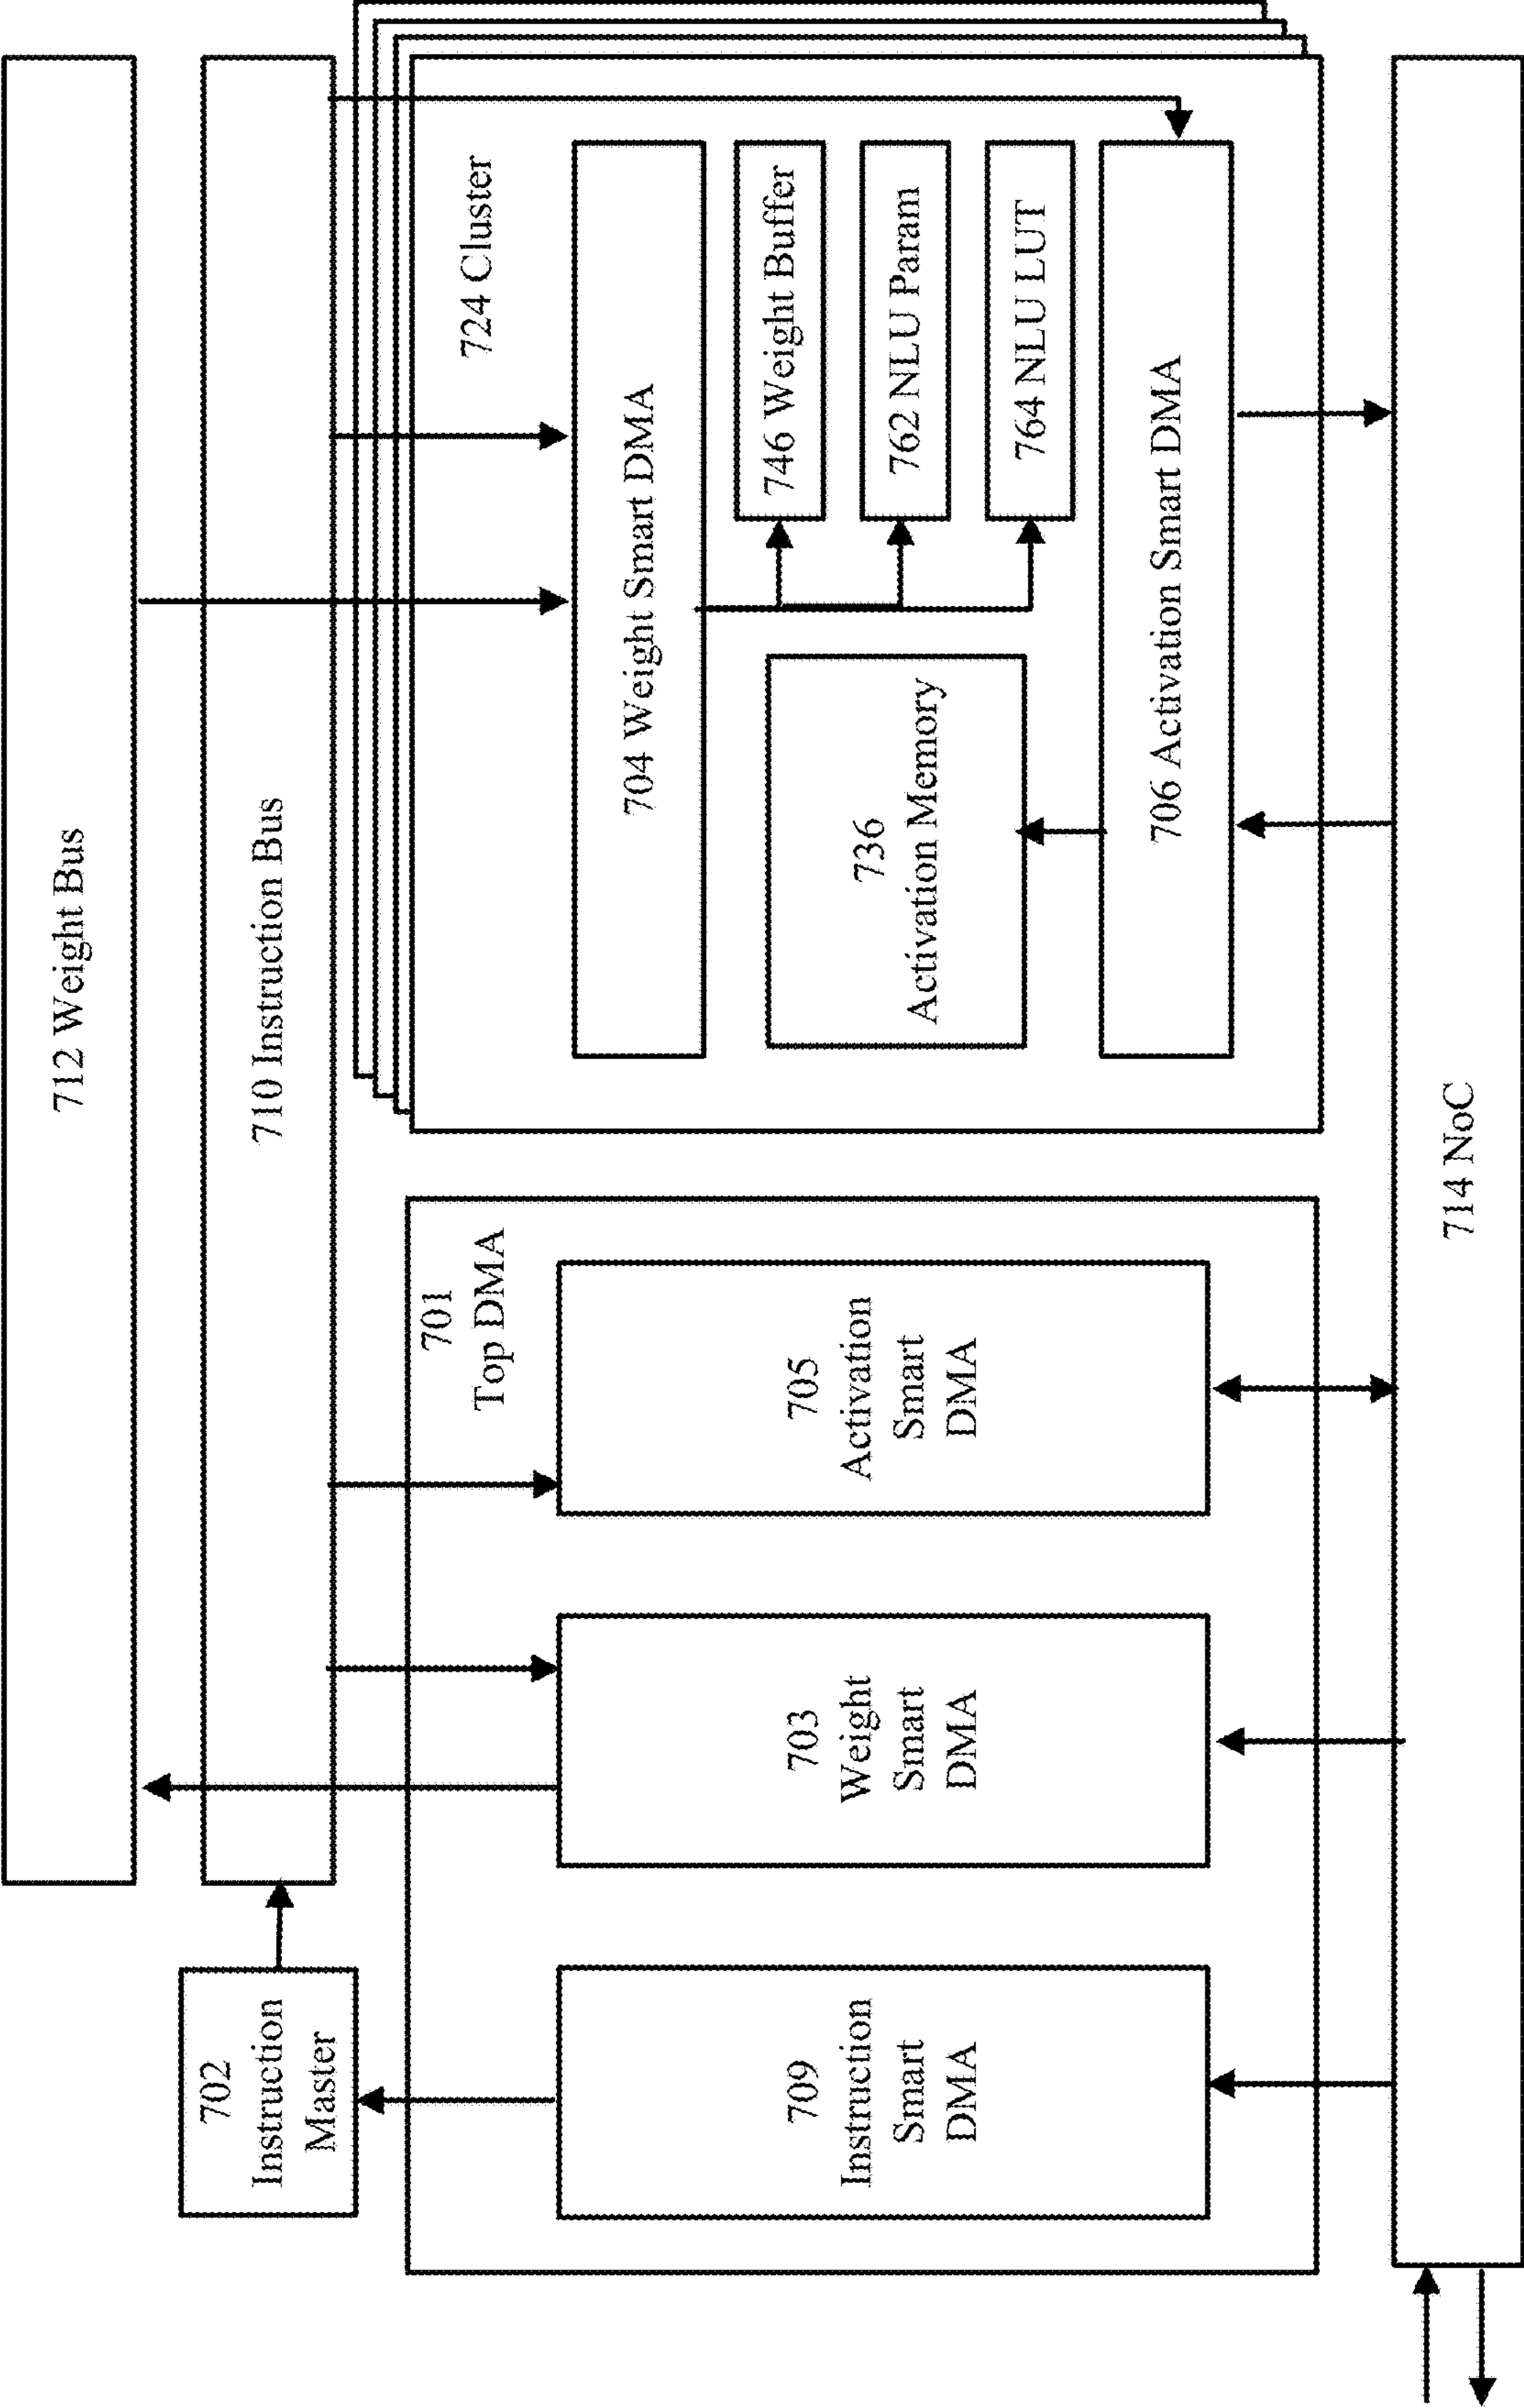 712 Weight Bus
710 Instruction Bus
702
Instruction
Master
701
Top DMA
709
Instruction
Smart
DMA
703
Weight
Smart
DMA
705
Activation
Smart
DMA
724 Cluster
704 Weight Smart DMA
736
Activation Memory
746 Weight Buffer
762 NLU Param
764 NLU LUT
706 Activation Smart DMA
714 NoC